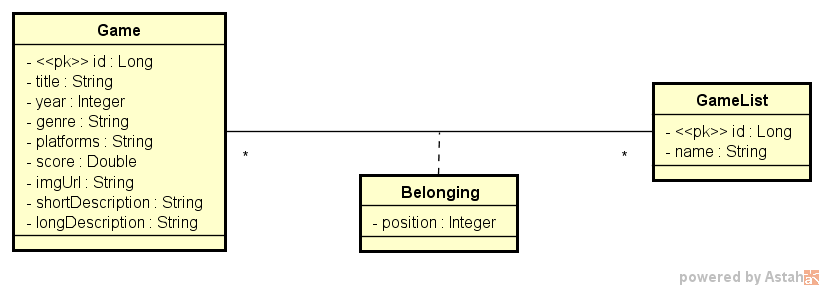 Game
- <<pk>> id : Long
- title : String
- year : Integer
- genre : String
- platforms : String
- score : Double
- imgUrl : String
- shortDescription : String
- longDescription : String
*
*
GameList
- <<pk>> id : Long
- name : String
Belonging
- position : Integer
powered by Astah